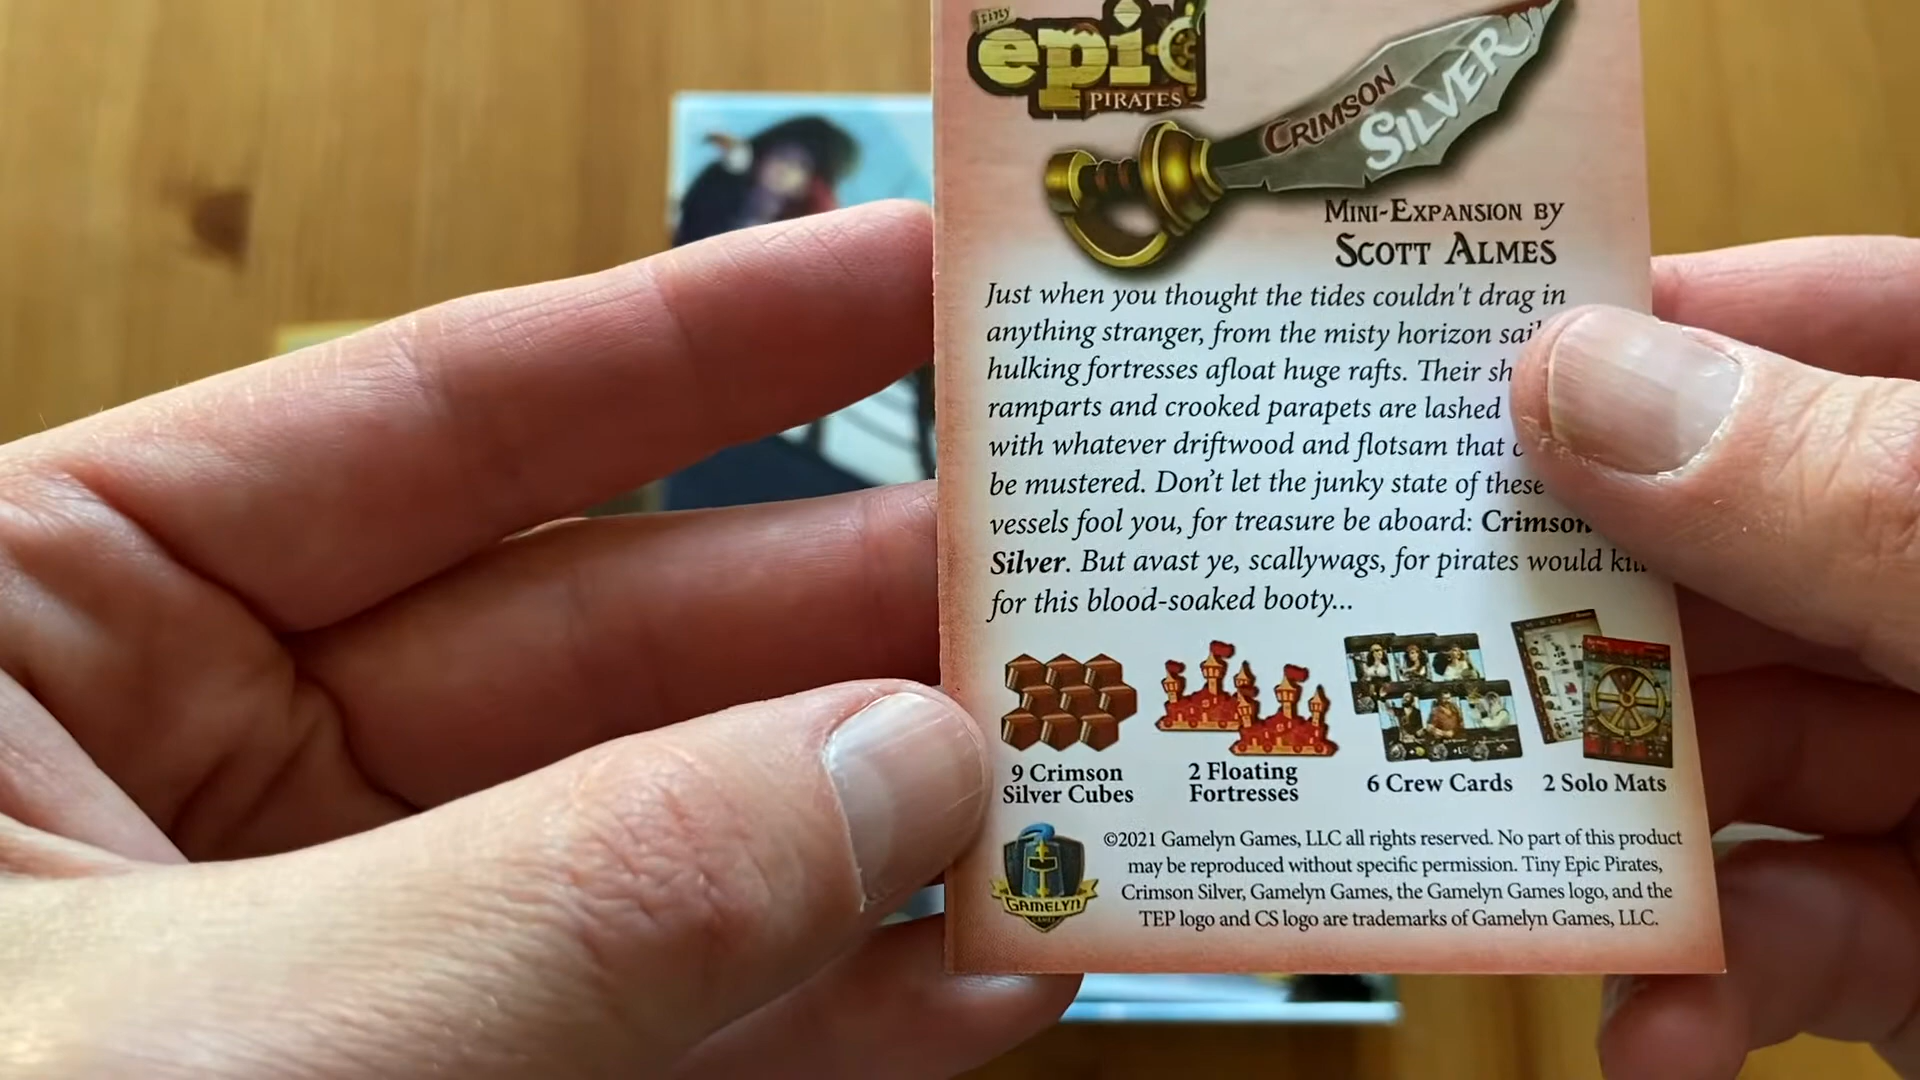 tiny
epic
PIRATES
CRIMSON
SILVER
MINI-EXPANSION BY
SCOTT ALMES
Just when you thought the tides couldn't drag in
anything stranger, from the misty horizon
hulking fortresses afloat huge rafts. Their
ramparts and crooked parapets are lashed
with whatever driftwood and flotsam that
be mustered. Don't let the junky state of these
vessels fool you, for treasure be aboard: Crimson
Silver. But avast ye, scallywags, for pirates would
for this blood-soaked booty...
9 Crimson
Silver Cubes
2 Floating
Fortresses
6 Crew Cards
2 Solo Mats
©2021 Gamelyn Games, LLC all rights reserved. No part of this product
may be reproduced without specific permission. Tiny Epic Pirates,
Crimson Silver, Gamelyn Games, the Gamelyn Games logo, and the
TEP logo and CS logo are trademarks of Gamelyn Games, LLC.
GAMELYN
GAMES